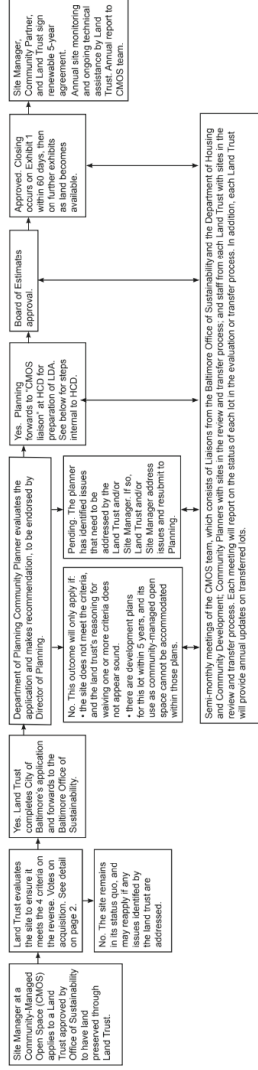 Site Manager at a
Community-Managed
Open Space (CMOS)
applies to a Land
Trust approved by
Office of Sustainability
to have land
preserved through
Land Trust.
Land Trust evaluates
the site to ensure it
meets the 4 criteria on
the reverse. Votes on
acquisition. See detail
on page 2.
No. The site remains
in its status quo, and
may reapply if any
issues identified by
the land trust are
addressed.
Yes. Land Trust
completes City of
Baltimore's application
and forwards to the
Baltimore Office of
Sustainability.
Department of Planning Community Planner evaluates the
application and makes recommendation, to be endorsed by
Director of Planning.
No. This outcome will only apply if:
• the site does not meet the criteria,
and the land trust's reasoning for
waiving one or more criteria does
not appear sound.
• there are development plans
for this lot within 5 years, and its
use as community-managed open
space cannot be accommodated
within those plans.
Pending. The planner
has identified issues
that need to be
addressed by the
Land Trust and/or
Site Manager. If so,
Land Trust and/or
Site Manager address
issues and resubmit to
Planning.
Yes. Planning
forwards to "CMOS
liaison" at HCD for
preparation of LDA.
See below for steps
internal to HCD.
Board of Estimates
approval.
Approved. Closing
occurs on Exhibit 1
within 60 days, then
on further exhibits
as land becomes
available.
Site Manager,
Community Partner,
and Land Trust sign
renewable 5-year
agreement.
Annual site monitoring
and ongoing technical
assistance by Land
Trust. Annual report to
CMOS team.
Semi-monthly meetings of the CMOS team, which consists of Liaisons from the Baltimore Office of Sustainability and the Department of Housing
and Community Development; Community Planners with sites in the review and transfer process; and staff from each Land Trust with sites in the
review and transfer process. Each meeting will report on the status of each lot in the evaluation or transfer process. In addition, each Land Trust
will provide annual updates on transferred lots.